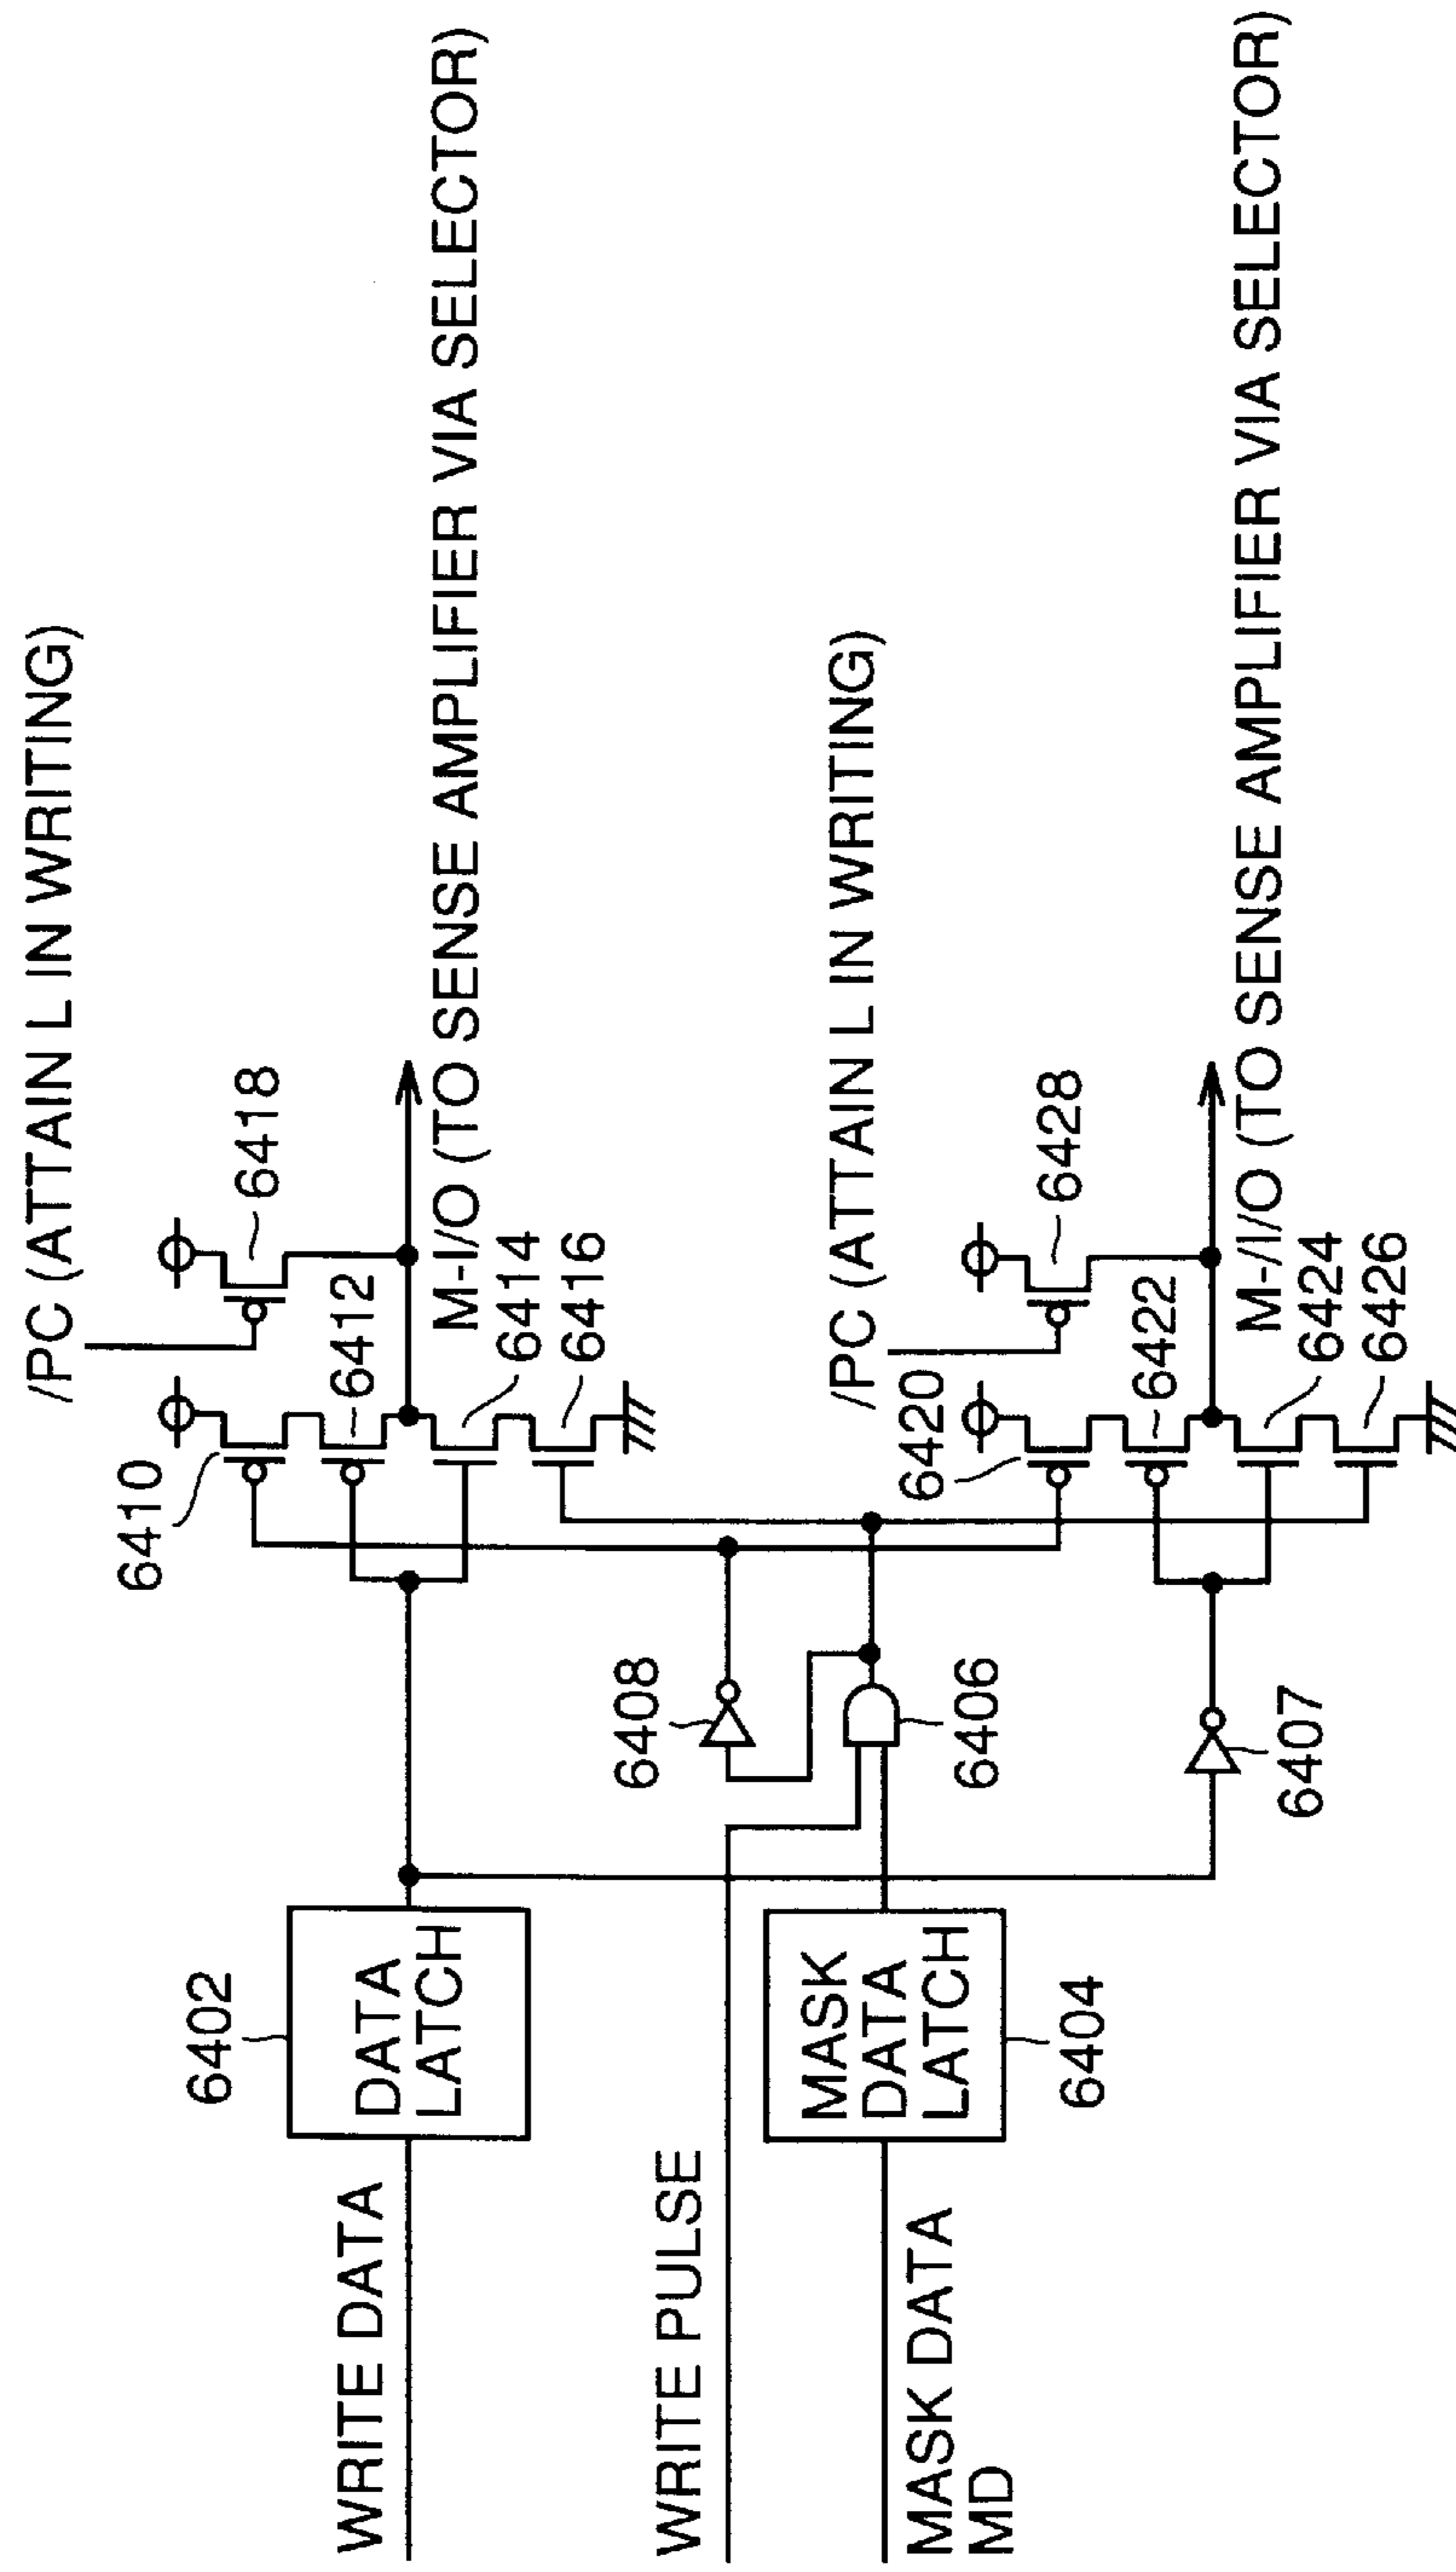 /PC (ATTAIN L IN WRITING)
6410
6412
6418
M-I/O (TO SENSE AMPLIFIER VIA SELECTOR)
6414
6416
6402
WRITE DATA
DATA
LATCH
6408
WRITE PULSE
MASK
DATA
LATCH
6406
MASK DATA
MD
6404
/PC (ATTAIN L IN WRITING)
6420
6422
6428
M-/I/O (TO SENSE AMPLIFIER VIA SELECTOR)
6424
6426
6407